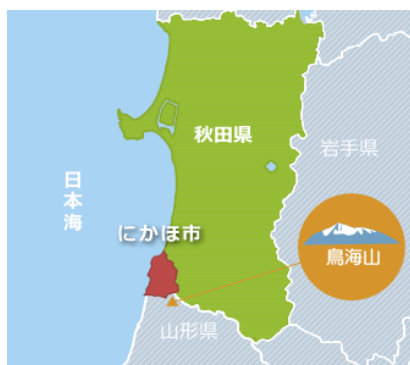 秋田県
岩手県
日本海
にかほ市
鳥海山
山形県